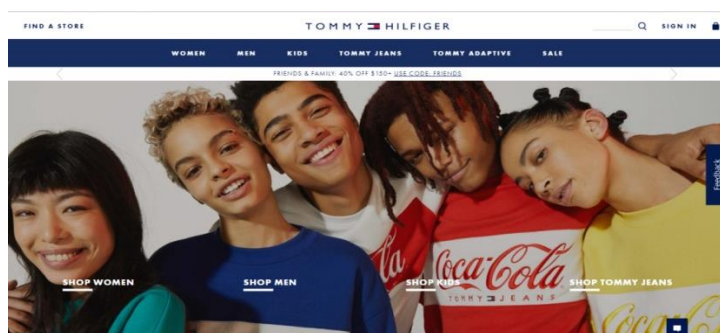 FIND A STORE
TOMMY HILFIGER
SIGN IN
WOMEN MEN KIDS TOMMY JEANS TOMMY ADAPTIVE SALE
FRIENDS & FAMILY: 40% OFF $150+ USE CODE: FRIENDS
Feedback
Coca-Cola
TOMMY JEANS
SHOP WOMEN
SHOP MEN
SHOP KIDS
SHOP TOMMY JEANS